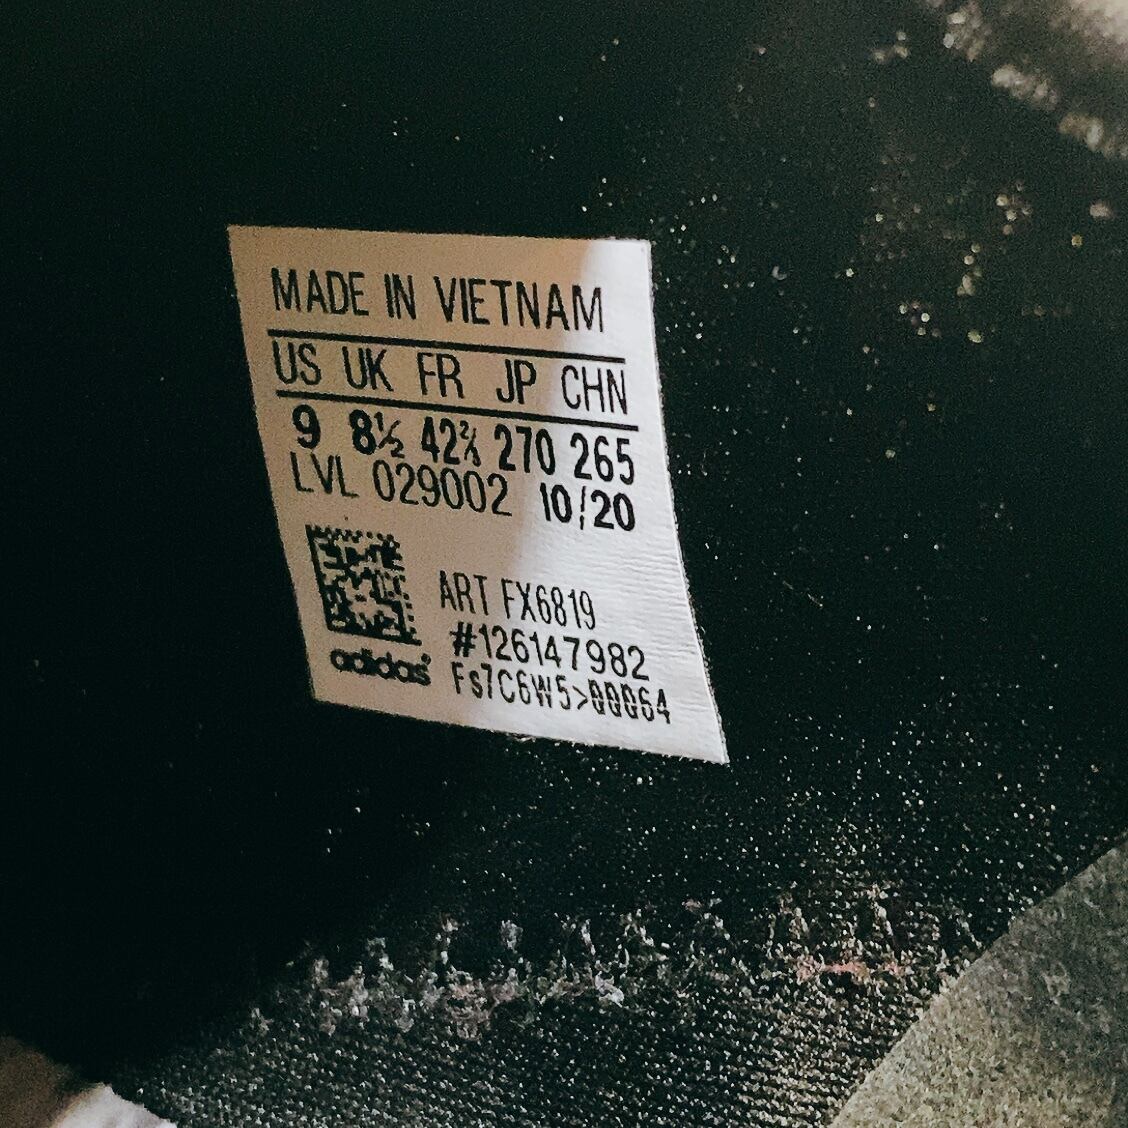 MADE IN VIETNAM
US UK FR JP CHN
9 8½ 42⅔ 270 265
LVL 029002 10/20
ART FX6819
#126147982
adidas
Fs7C6W5>00064